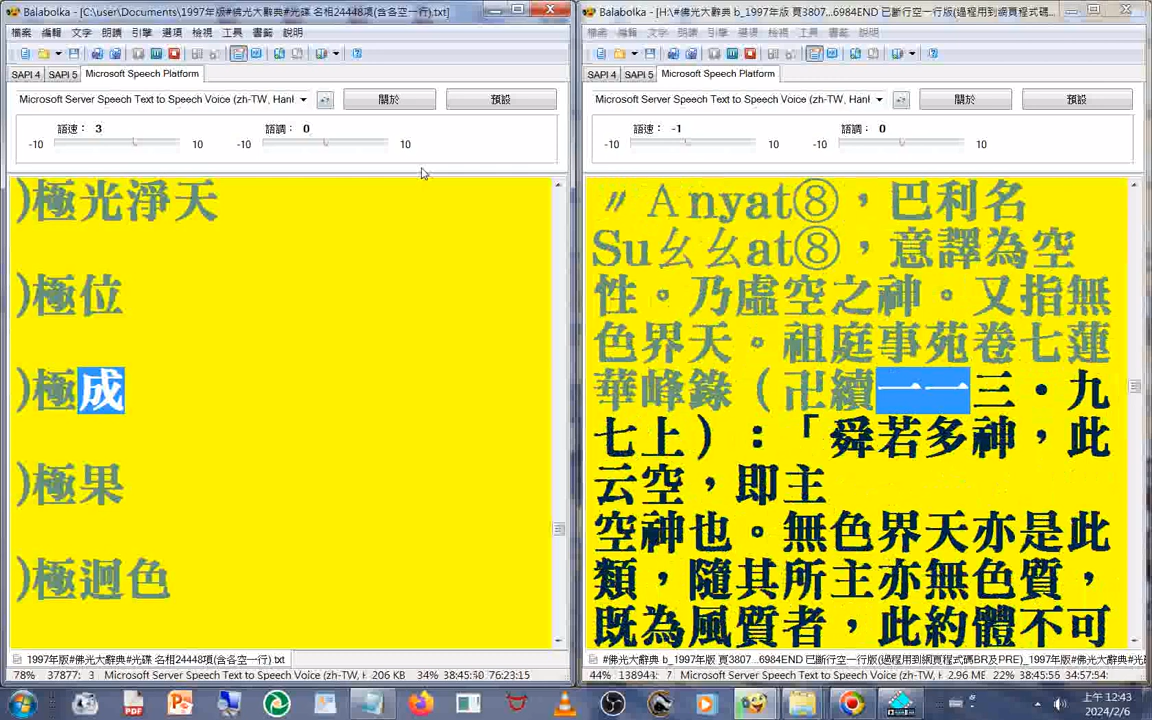 Balabolka - [C:\user\Documents\1997年版#佛光大辭典#光碟 名相24448項(含各空一行).txt]
檔案 編輯 文字 朗讀 引擎 選項 檢視 工具 書籤 說明
SAPI 4 SAPI 5 Microsoft Speech Platform
Microsoft Server Speech Text to Speech Voice (zh-TW, Han
關於 預設
語速： 3 語調： 0
-10 10 -10 10
)極光淨天
)極位
)極成
)極果
)極迥色
1997年版#佛光大辭典#光碟 名相24448項(含各空一行).txt
78% 37877: 3 Microsoft Server Speech Text to Speech Voice (zh-TW, H 206 KB 34% 38:45:50 76:23:15
Balabolka - [H:\#佛光大辭典 b_1997年版 頁3807...6984END 已斷行空一行版(過程用到網頁程式碼...
檔案 編輯 文字 朗讀 引擎 選項 檢視 工具 書籤 說明
SAPI 4 SAPI 5 Microsoft Speech Platform
Microsoft Server Speech Text to Speech Voice (zh-TW, Han
關於 預設
語速： -1 語調： 0
-10 10 -10 10
〃Ａnyat⑧，巴利名
Su幺幺at⑧，意譯為空
性。乃虛空之神。又指無
色界天。祖庭事苑卷七蓮
華峰錄（卍續一一三・九
七上）：「舜若多神，此
云空，即主
空神也。無色界天亦是此
類，隨其所主亦無色質，
既為風質者，此約體不可
#佛光大辭典 b_1997年版 頁3807...6984END 已斷行空一行版(過程用到網頁程式碼BR及PRE)_1997年版#光
44% 138944: 7 Microsoft Server Speech Text to Speech Voice (zh-TW, H 2.96 ME 22% 38:45:55 34:57:54:
上午 12:43
2024/2/6